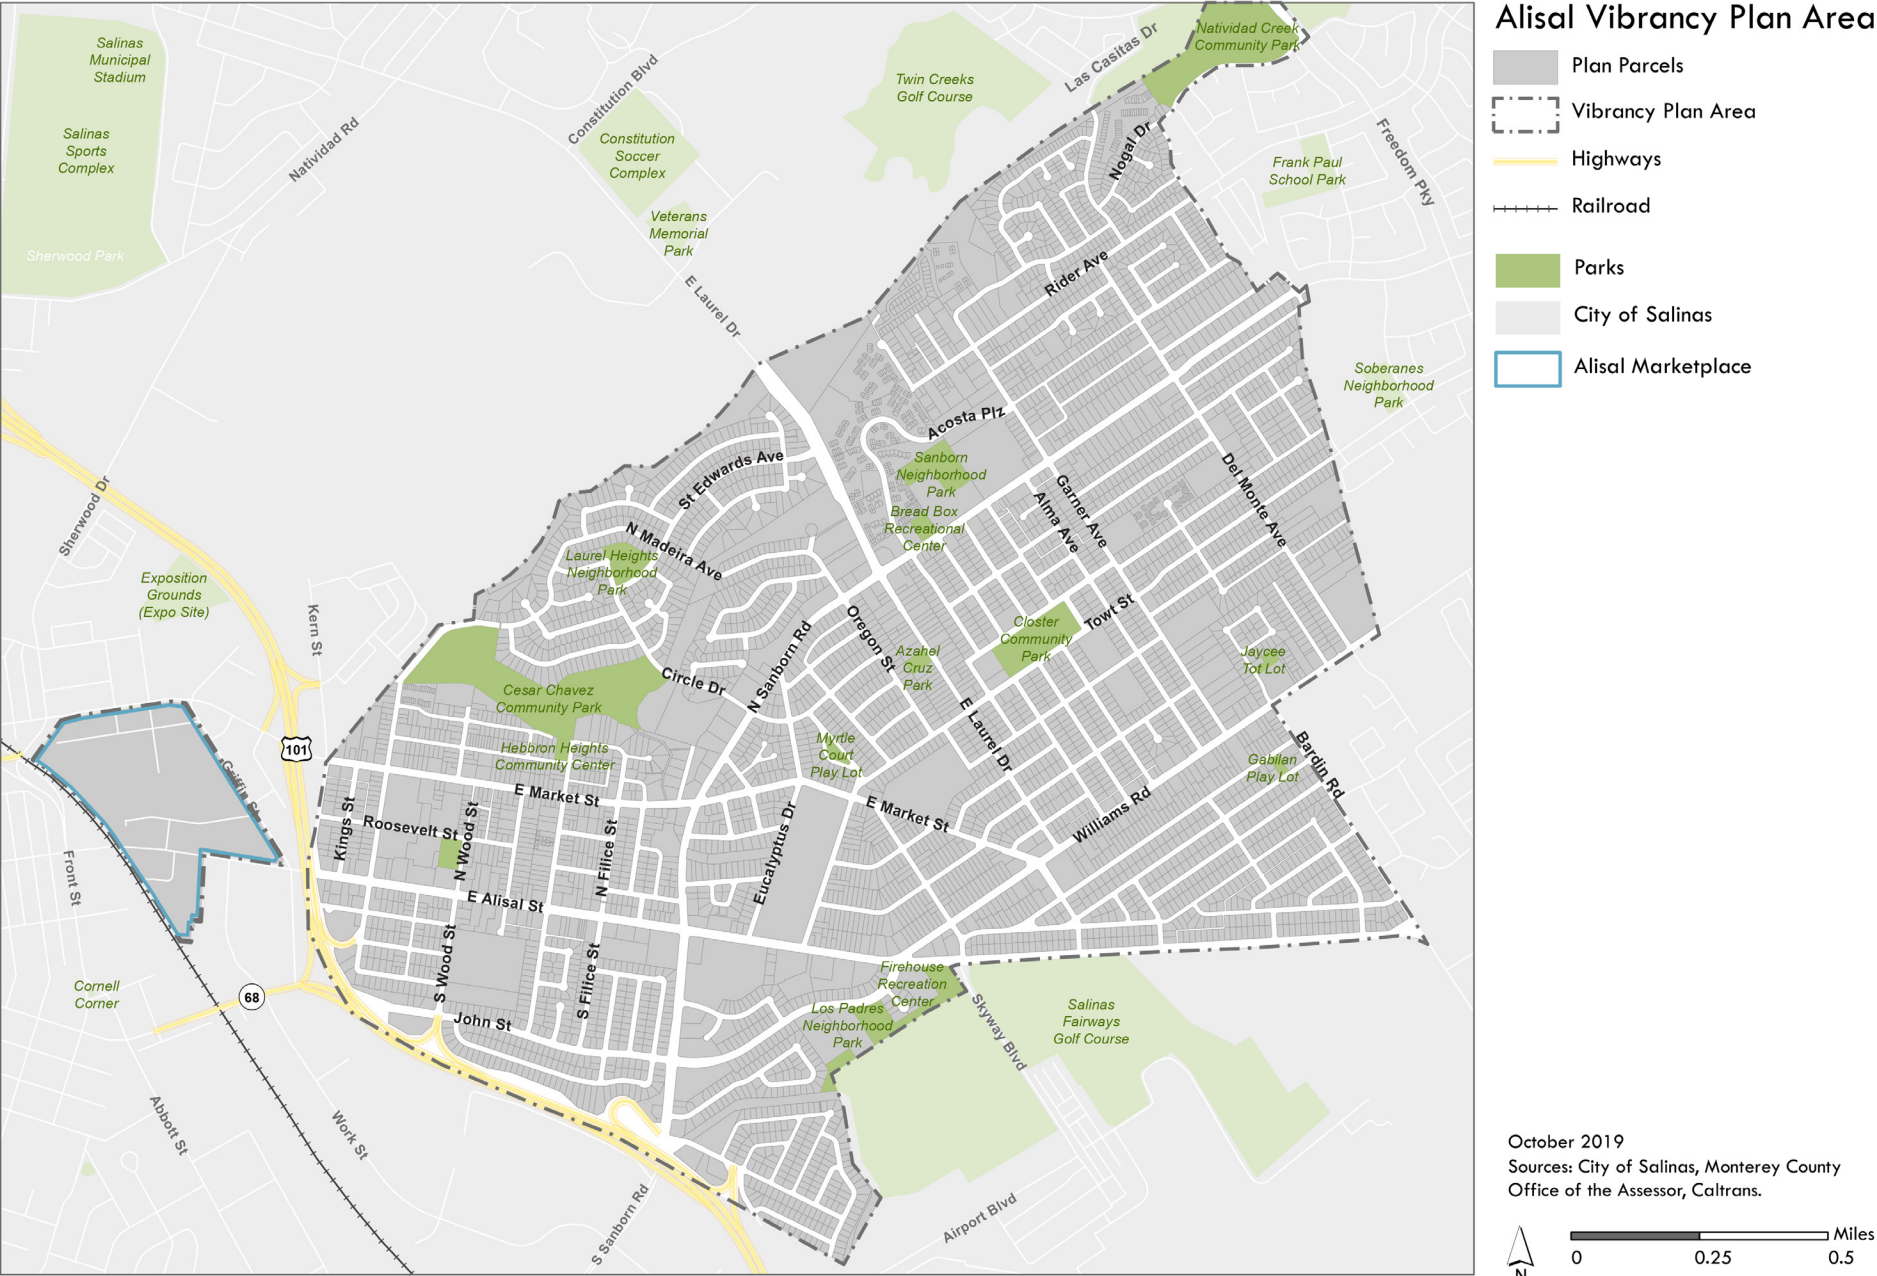 Alisal Vibrancy Plan Area
Plan Parcels
Vibrancy Plan Area
Highways
Railroad
Parks
City of Salinas
Alisal Marketplace
October 2019
Sources: City of Salinas, Monterey County
Office of the Assessor, Caltrans.
N
Miles
0 0.25 0.5
Salinas
Municipal
Stadium
Salinas
Sports
Complex
Sherwood Park
Natividad Rd
Constitution Blvd
Constitution
Soccer
Complex
Veterans
Memorial
Park
E Laurel Dr
Twin Creeks
Golf Course
Las Casitas Dr
Natividad Creek
Community Park
Nogal Dr
Frank Paul
School Park
Freedom Pky
Rider Ave
Soberanes
Neighborhood
Park
Acosta Plz
Sanborn
Neighborhood
Park
Bread Box
Recreational
Center
St Edwards Ave
N Madeira Ave
Laurel Heights
Neighborhood
Park
Garner Ave
Alma Ave
Del Monte Ave
Sherwood Dr
Exposition
Grounds
(Expo Site)
Kern St
Closter
Community
Park
Towt St
Oregon St
Azahel
Cruz
Park
Jaycee
Tot Lot
Circle Dr
N Sanborn Rd
Cesar Chavez
Community Park
Hebbron Heights
Community Center
E Laurel Dr
Myrtle
Court
Play Lot
Gabilan
Play Lot
Bardin Rd
101
Griffin St
E Market St
E Market St
Williams Rd
Kings St
Roosevelt St
N Wood St
N Filice St
Eucalyptus Dr
Front St
E Alisal St
S Wood St
S Filice St
John St
Cornell
Corner
68
Firehouse
Recreation
Center
Los Padres
Neighborhood
Park
Skyway Blvd
Salinas
Fairways
Golf Course
Abbott St
Work St
S Sanborn Rd
Airport Blvd